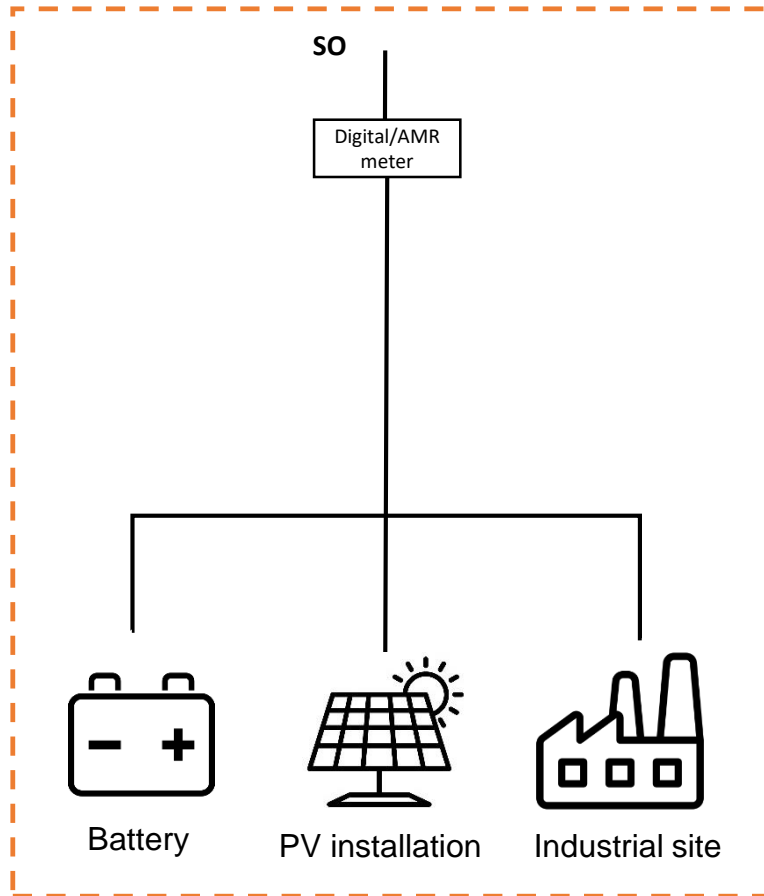 SO
Digital/AMR
meter
Battery
PV installation
Industrial site